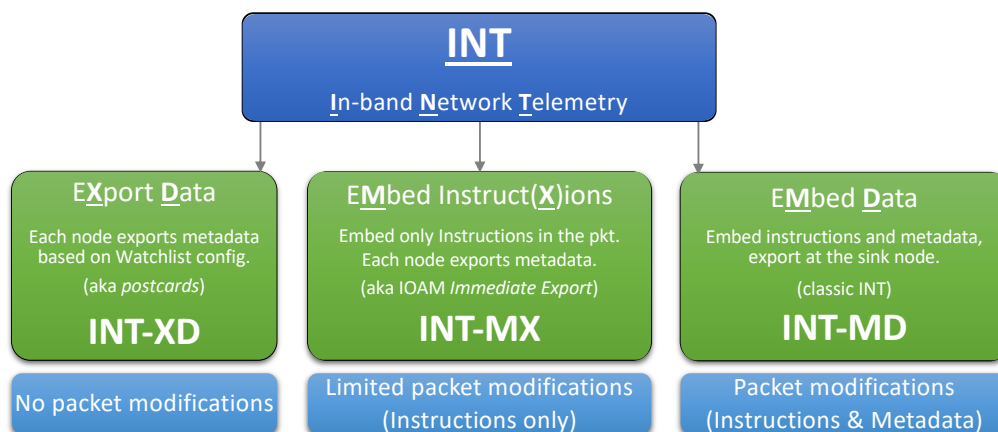 INT
In-band Network Telemetry
EXport Data
Each node exports metadata
based on Watchlist config.
(aka postcards)
INT-XD
EMbed Instruct(X)ions
Embed only Instructions in the pkt.
Each node exports metadata.
(aka IOAM Immediate Export)
INT-MX
EMbed Data
Embed instructions and metadata,
export at the sink node.
(classic INT)
INT-MD
No packet modifications
Limited packet modifications
(Instructions only)
Packet modifications
(Instructions & Metadata)